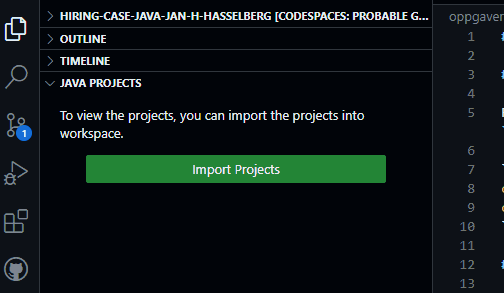 HIRING-CASE-JAVA-JAN-H-HASSELBERG [CODESPACES: PROBABLE G...
oppgaver
OUTLINE
TIMELINE
JAVA PROJECTS
To view the projects, you can import the projects into
workspace.
Import Projects
1
1 #
2
3 #
4
5
6
7
8
9
10
11
12 #
13